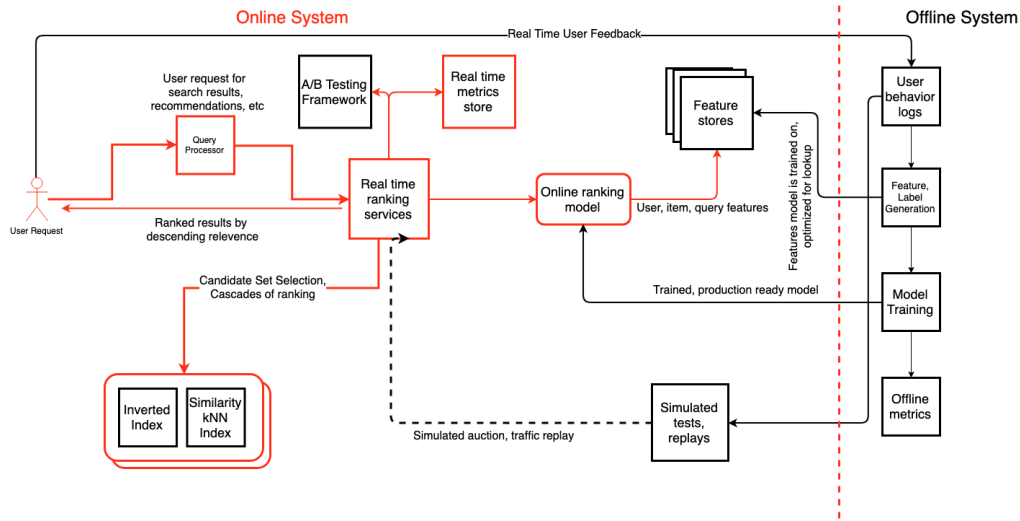 Online System
Offline System
Real Time User Feedback
User request for
search results,
recommendations, etc
A/B Testing
Framework
Real time
metrics
store
Feature
stores
User
behavior
logs
Query
Processor
Real time
ranking
services
Online ranking
model
User, item, query features
Features model is trained on,
optimized for lookup
Feature,
Label
Generation
User Request
Ranked results by
descending relevence
Candidate Set Selection,
Cascades of ranking
Trained, production ready model
Model
Training
Inverted
Index
Similarity
kNN
Index
Simulated auction, traffic replay
Simulated
tests,
replays
Offline
metrics